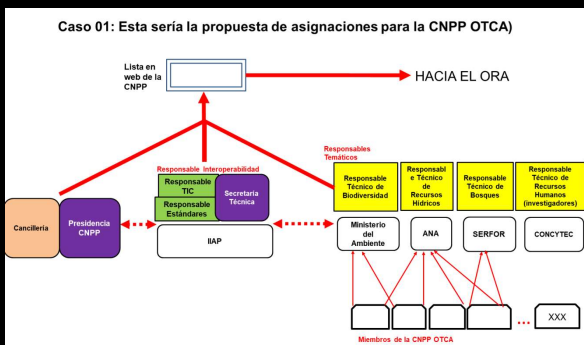 Caso 01: Esta sería la propuesta de asignaciones para la CNPP OTCA)
Lista en
web de la
CNPP
HACIA EL ORA
Responsable Interoperabilidad
Responsables
Temáticos
Responsable
TIC
Responsable
Estándares
Secretaria
Técnica
Responsable
Técnico de
Biodiversidad
Responsabl
e Técnico
de
Recursos
Hídricos
Responsable
Técnico de
Bosques
Responsable
Técnico de
Recursos
Humanos
(investigadores)
Cancillería
Presidencia
CNPP
IIAP
Ministerio
del
Ambiente
ANA
SERFOR
CONCYTEC
...
XXX
Miembros de la CNPP OTCA